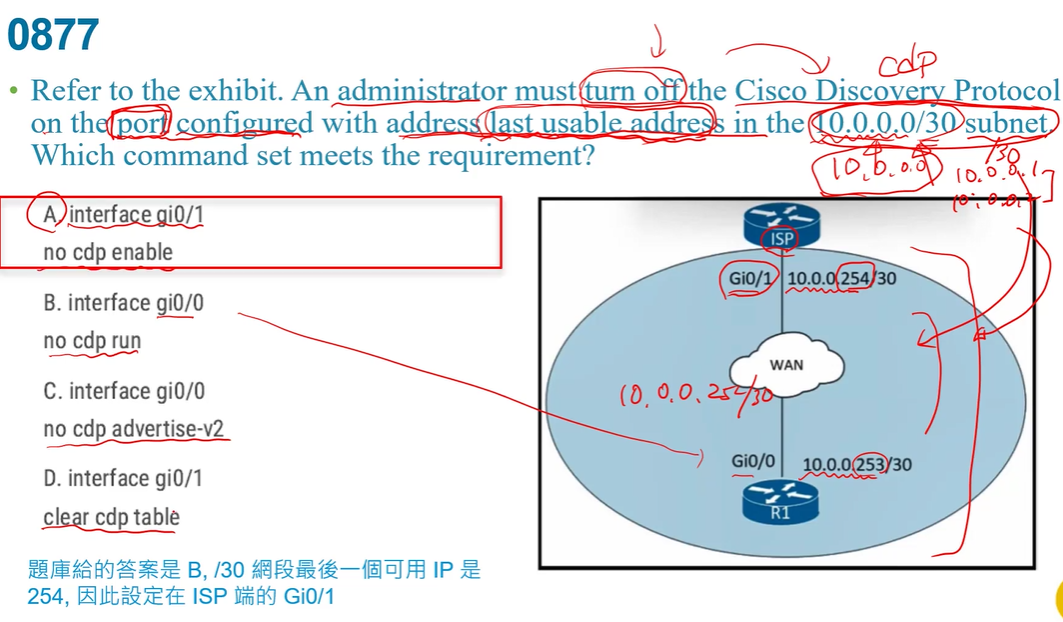 0877
cdp
• Refer to the exhibit. An administrator must turn off the Cisco Discovery Protocol
on the port configured with address last usable address in the 10.0.0.0/30 subnet.
Which command set meets the requirement?
10.0.0.0
/30
10.0.0.1
10.0.0.2
A. interface gi0/1
no cdp enable
B. interface gi0/0
no cdp run
C. interface gi0/0
no cdp advertise-v2
D. interface gi0/1
clear cdp table
ISP
Gi0/1 10.0.0.254/30
WAN
10.0.0.252/30
Gi0/0 10.0.0.253/30
R1
題庫給的答案是 B, /30 網段最後一個可用 IP 是
254, 因此設定在 ISP 端的 Gi0/1